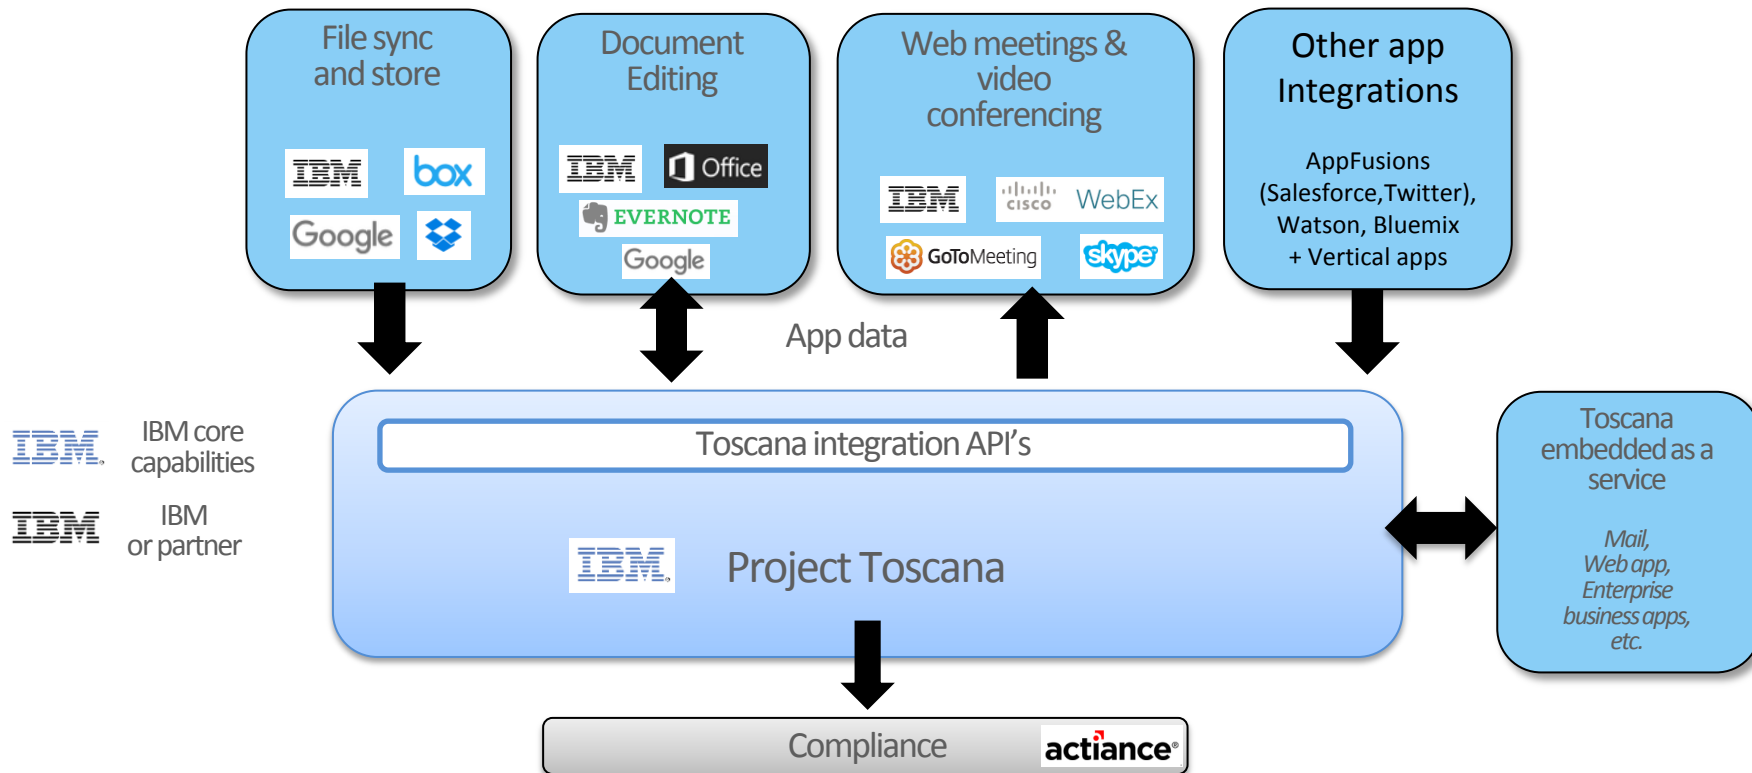 File sync
and store
IBM
box
Google
Document
Editing
IBM
Office
EVERNOTE
Google
Web meetings &
video
conferencing
IBM
CISCO WebEx
GoToMeeting
skype
Other app
Integrations
AppFusions
(Salesforce,Twitter),
Watson, Bluemix
+ Vertical apps
App data
IBM®
IBM core
capabilities
IBM
IBM
or partner
Toscana integration API's
IBM®
Project Toscana
Toscana
embedded as a
service
Mail,
Web app,
Enterprise
business apps,
etc.
Compliance
actiance®